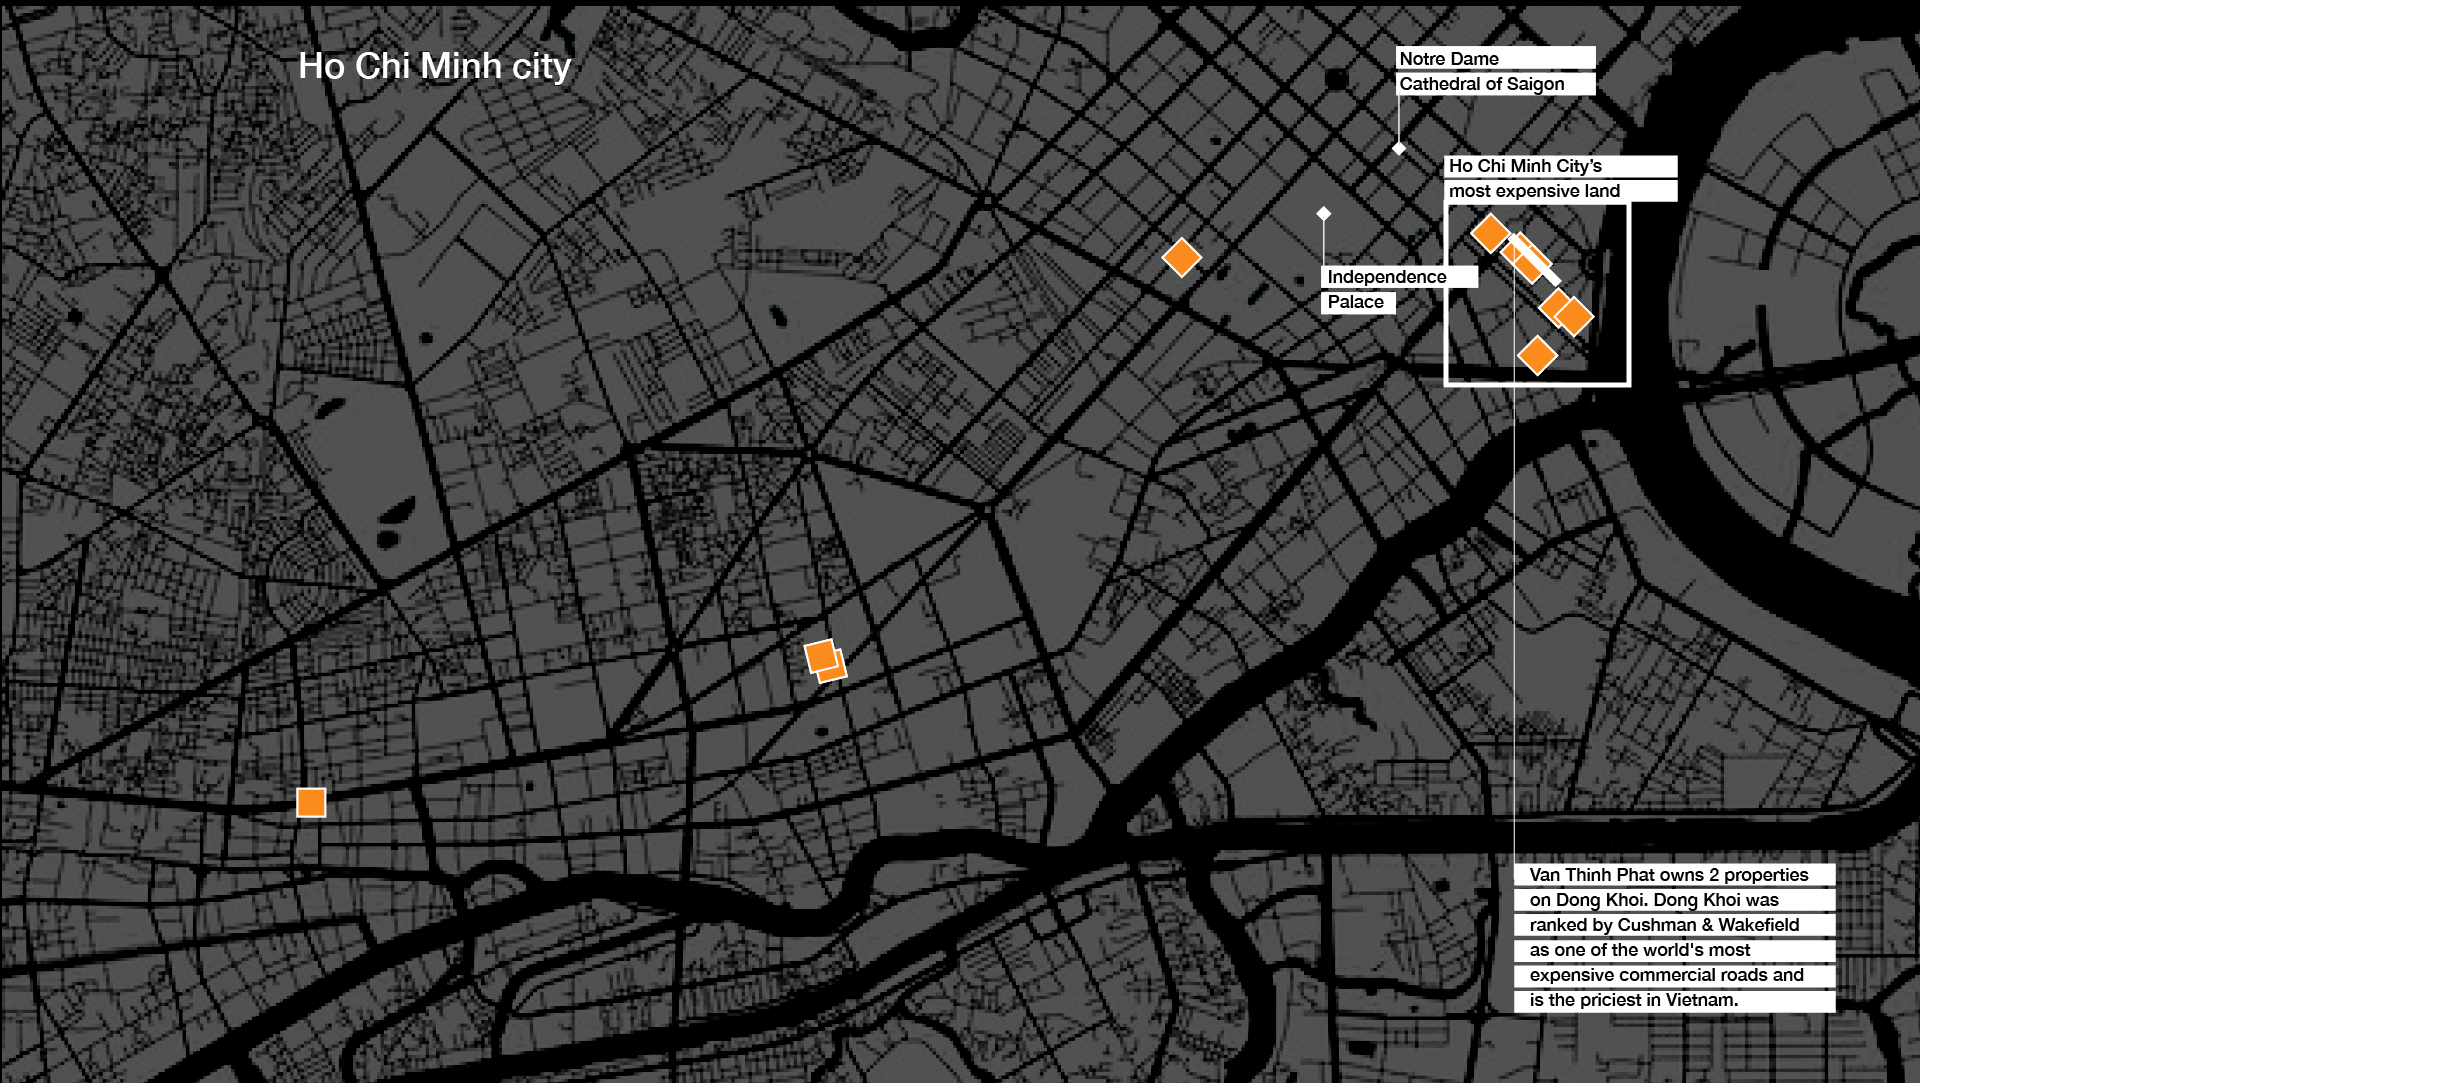 Ho Chi Minh city
Notre Dame
Cathedral of Saigon
Ho Chi Minh City’s
most expensive land
Independence
Palace
Van Thinh Phat owns 2 properties
on Dong Khoi. Dong Khoi was
ranked by Cushman & Wakefield
as one of the world's most
expensive commercial roads and
is the priciest in Vietnam.